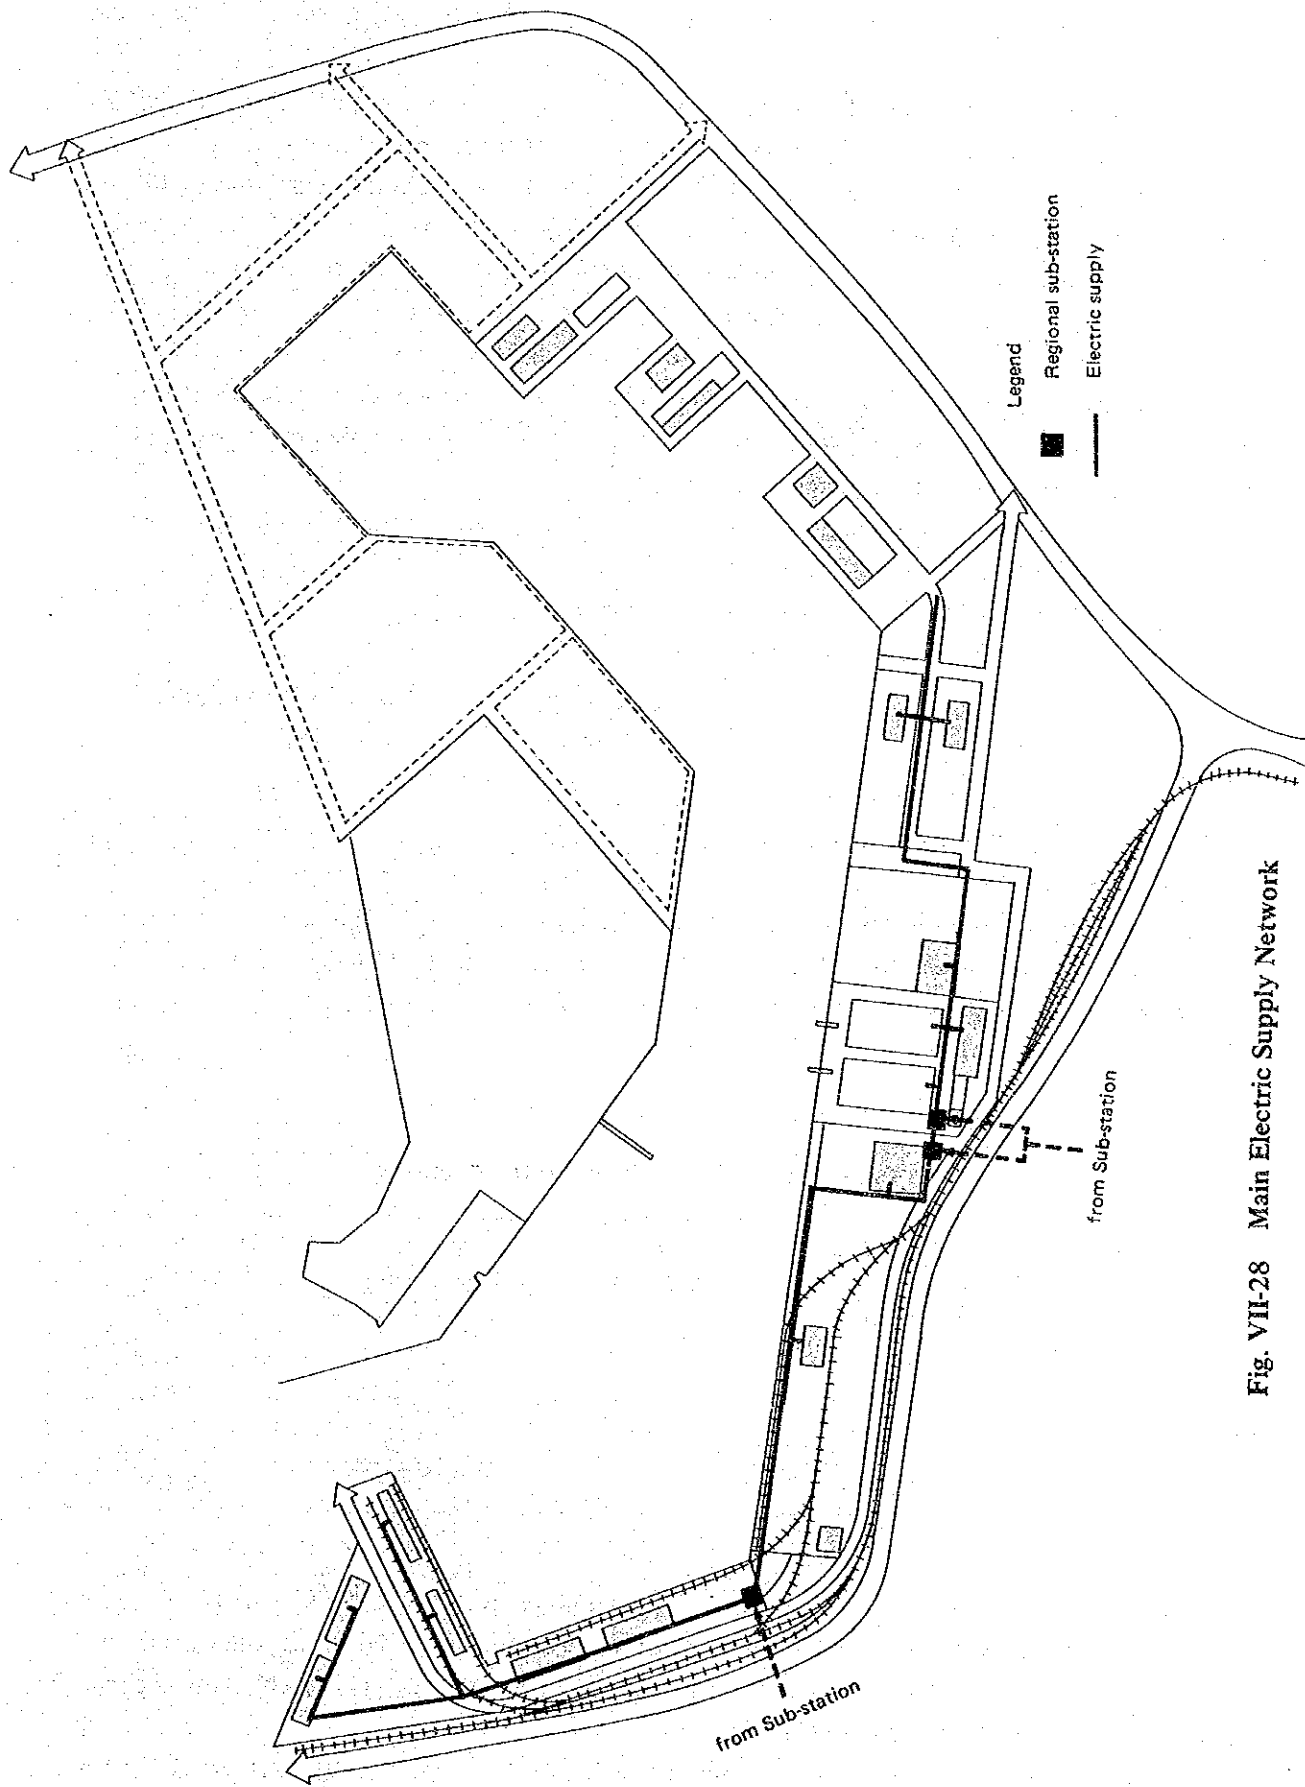 Legend
Regional sub-station
Electric supply
from Sub-station
from Sub-station
Fig. VII-28 Main Electric Supply Network